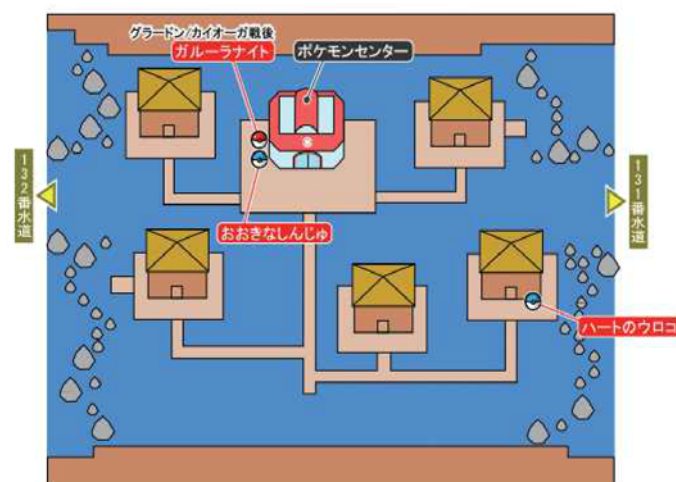 グラードン/カイオーガ戦後
ガルーラナイト
ポケモンセンター
132番水道
131番水道
おおきなしんじゅ
ハートのウロコ